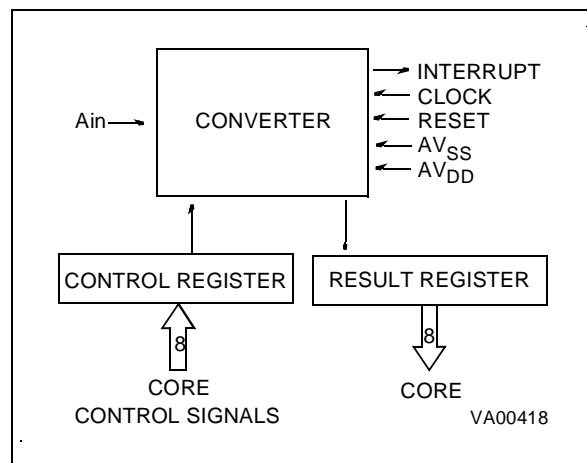 INTERRUPT
CLOCK
Ain
CONVERTER
RESET
AVSS
AVDD
CONTROL REGISTER
RESULT REGISTER
8
8
CORE
CONTROL SIGNALS
CORE
VA00418